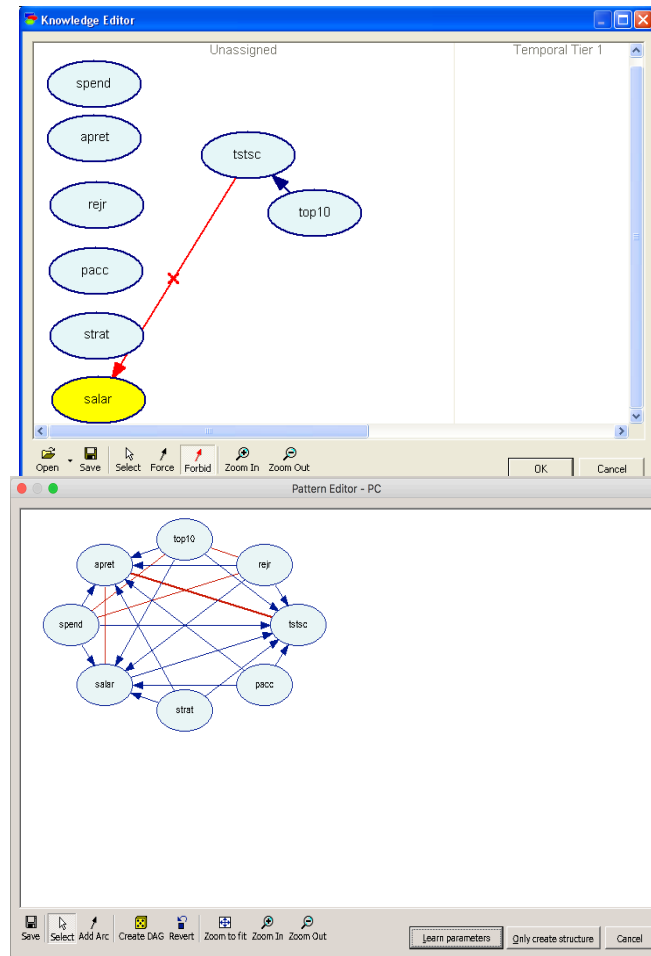 Knowledge Editor
Unassigned
Temporal Tier 1
spend
apret
tstsc
rejr
top10
pacc
strat
salar
Open Save Select Force Forbid Zoom In Zoom Out
OK Cancel
Pattern Editor - PC
top10
apret
rejr
spend
tstsc
salar
pacc
strat
Save Select Add Arc Create DAG Revert Zoom to fit Zoom In Zoom Out
Learn parameters Only create structure Cancel